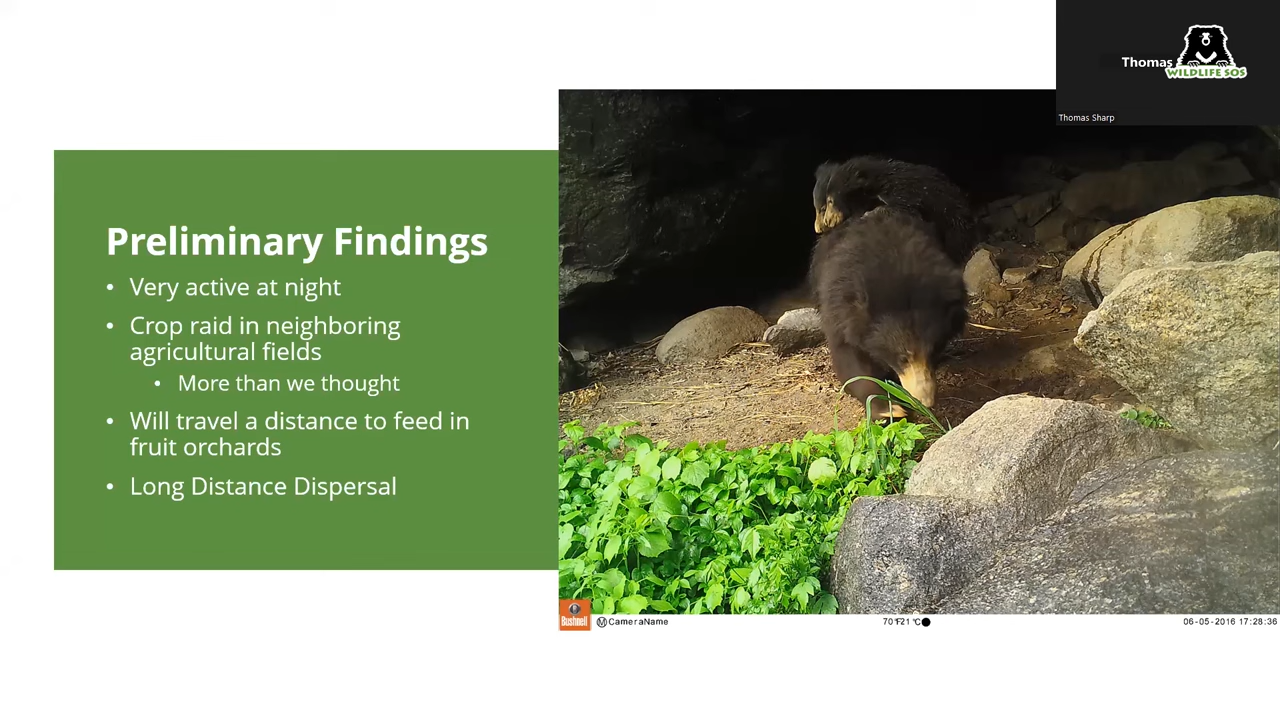 Thomas
WILDLIFE SOS
Thomas Sharp
Preliminary Findings
• Very active at night
• Crop raid in neighboring
agricultural fields
• More than we thought
• Will travel a distance to feed in
fruit orchards
• Long Distance Dispersal
Bushnell
Ⓜ CameraName
70°F21°C
06-05-2016 17:28:36